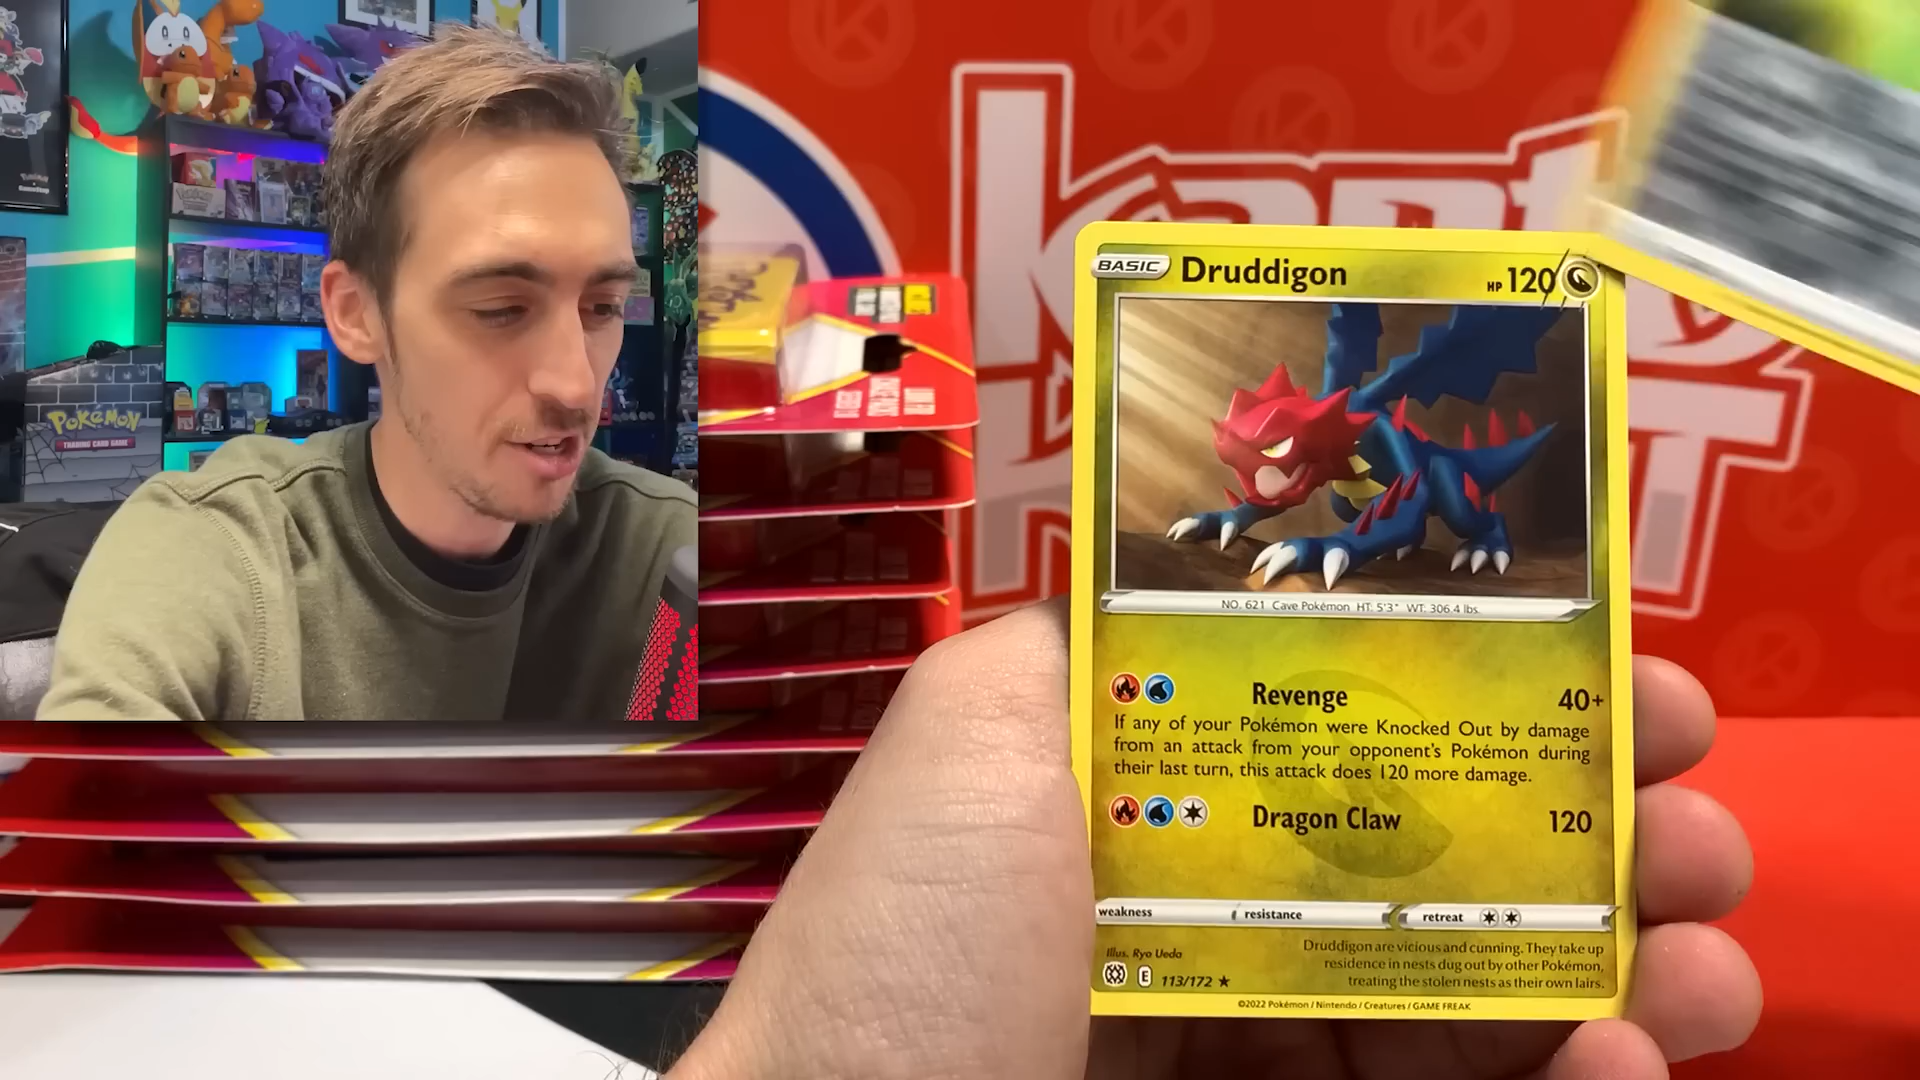 Pokémon
TRADING CARD GAME
BASIC Druddigon HP 120
NO. 621 Cave Pokémon HT: 5'3" WT: 306.4 lbs.
Revenge 40+
If any of your Pokémon were Knocked Out by damage
from an attack from your opponent's Pokémon during
their last turn, this attack does 120 more damage.
Dragon Claw 120
weakness resistance retreat
Illus. Ryo Ueda
Druddigon are vicious and cunning. They take up
residence in nests dug out by other Pokémon,
treating the stolen nests as their own lairs.
E 113/172 ★
©2022 Pokémon / Nintendo / Creatures / GAME FREAK